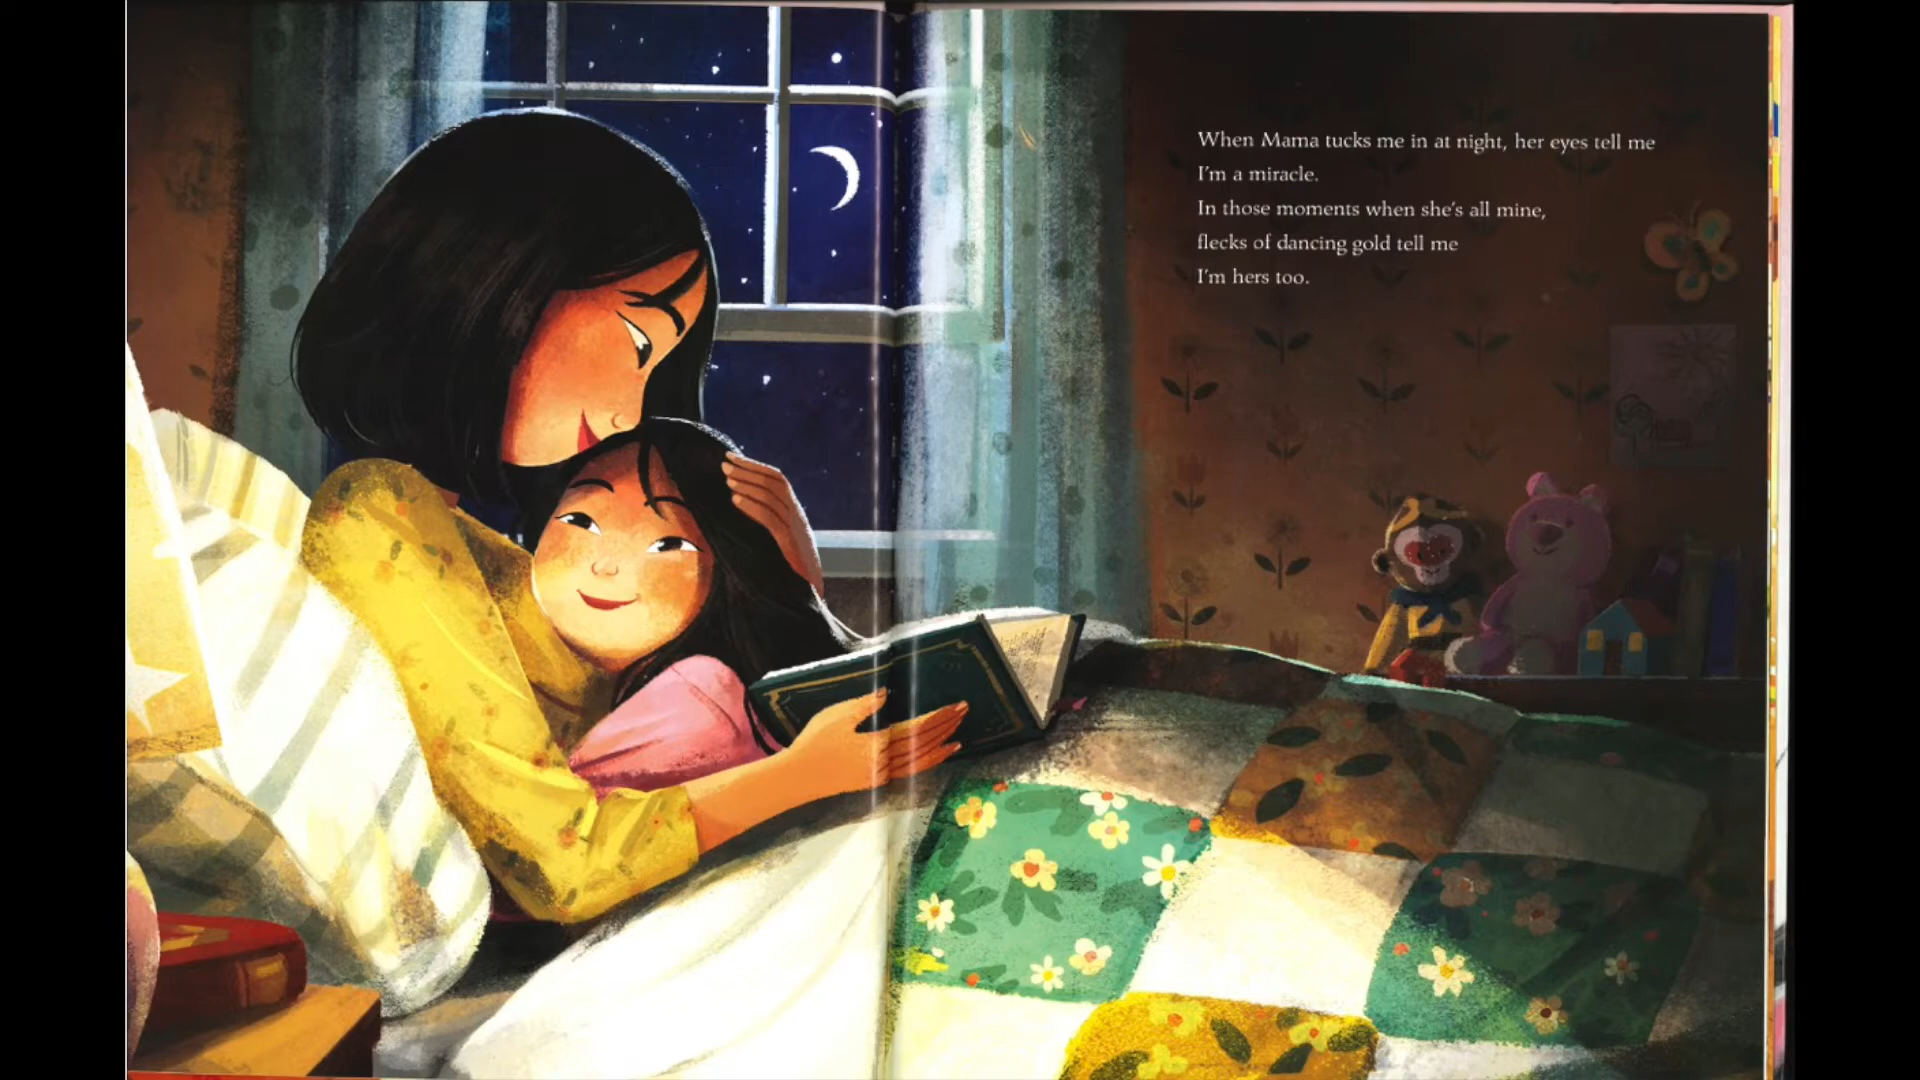 When Mama tucks me in at night, her eyes tell me
I'm a miracle.
In those moments when she's all mine,
flecks of dancing gold tell me
I'm hers too.